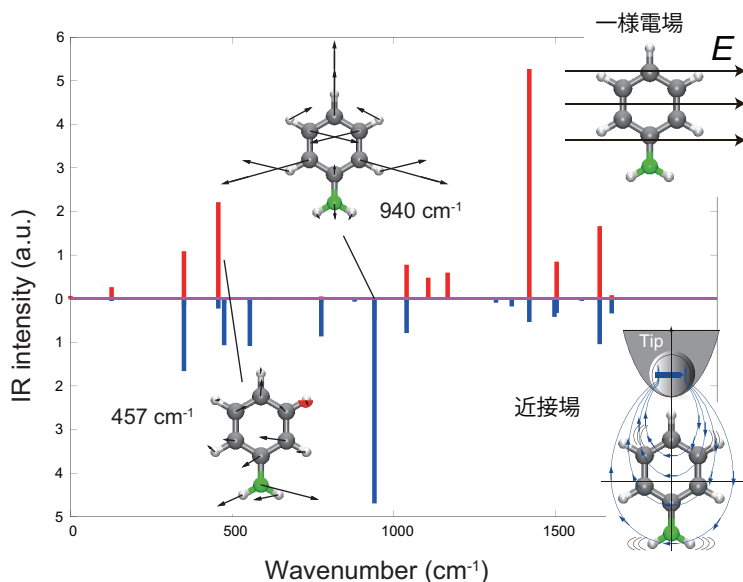 一様電場
E
6
5
4
3
2
1
0
1
2
3
4
5
IR intensity (a.u.)
940 cm⁻¹
457 cm⁻¹
Tip
近接場
0
500
1000
1500
Wavenumber (cm⁻¹)